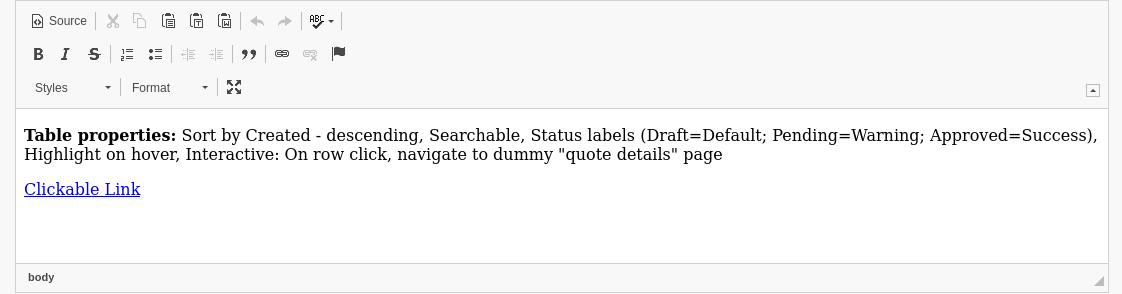 Source ABC
B I S
Styles Format
Table properties: Sort by Created - descending, Searchable, Status labels (Draft=Default; Pending=Warning; Approved=Success),
Highlight on hover, Interactive: On row click, navigate to dummy "quote details" page
Clickable Link
body